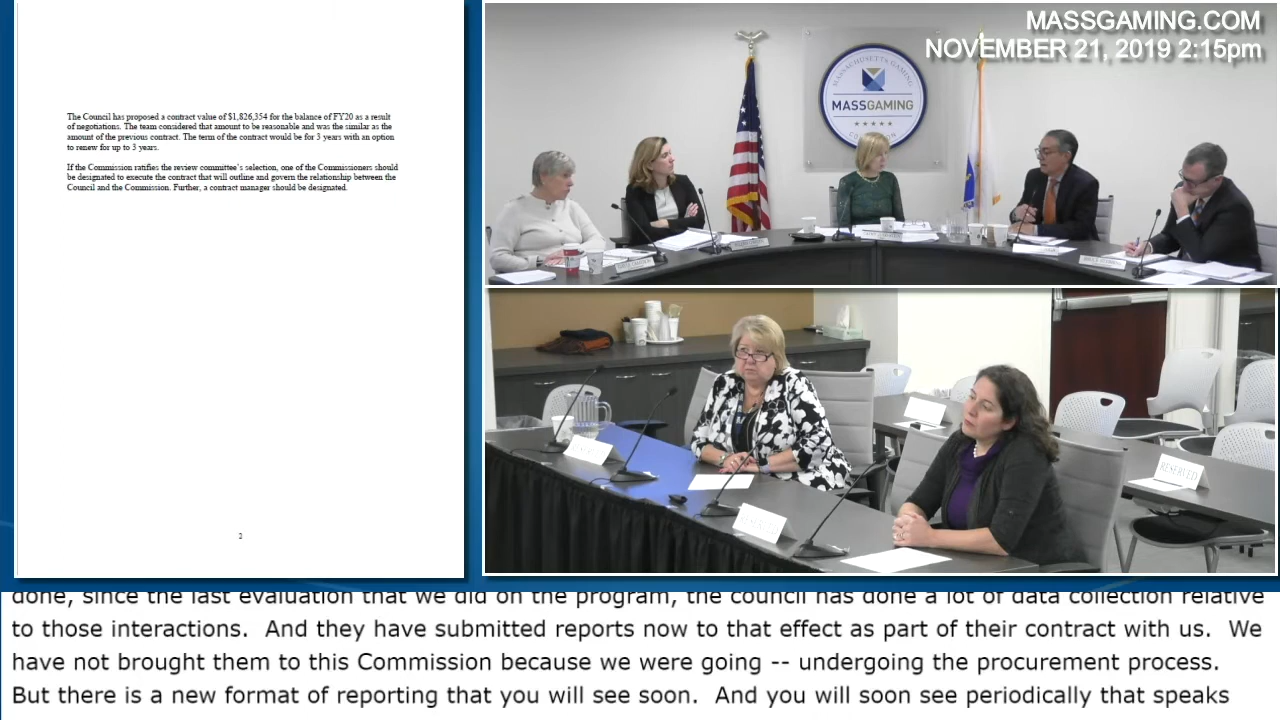 MASSGAMING.COM
NOVEMBER 21, 2019 2:15pm
The Council has proposed a contract value of $1,826,354 for the balance of FY20 as a result
of negotiations. The team considered that amount to be reasonable and was the similar as the
amount of the previous contract. The term of the contract would be for 3 years with an option
to renew for up to 3 years.
If the Commission ratifies the review committee's selection, one of the Commissioners should
be designated to execute the contract that will outline and govern the relationship between the
Council and the Commission. Further, a contract manager should be designated.
2
MASSACHUSETTS GAMING
MASSGAMING
COMMISSION
RESERVED
RESERVED
RESERVED
done, since the last evaluation that we did on the program, the council has done a lot of data collection relative
to those interactions. And they have submitted reports now to that effect as part of their contract with us. We
have not brought them to this Commission because we were going -- undergoing the procurement process.
But there is a new format of reporting that you will see soon. And you will soon see periodically that speaks